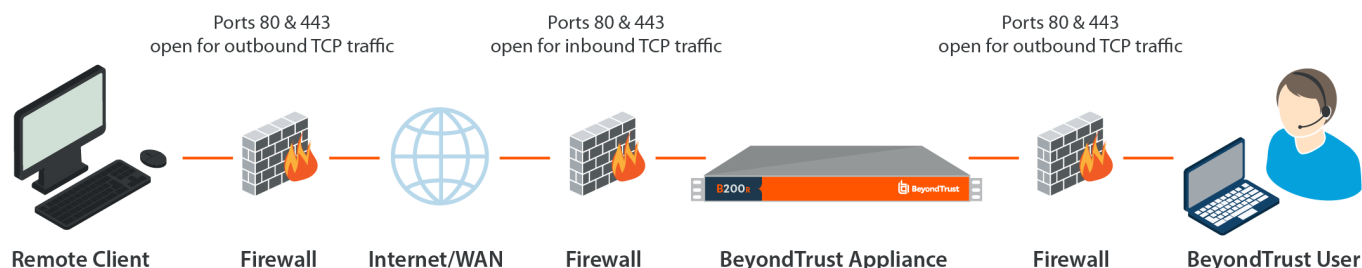 Ports 80 & 443
open for outbound TCP traffic
Ports 80 & 443
open for inbound TCP traffic
Ports 80 & 443
open for outbound TCP traffic
B200R
BeyondTrust
Remote Client
Firewall
Internet/WAN
Firewall
BeyondTrust Appliance
Firewall
BeyondTrust User